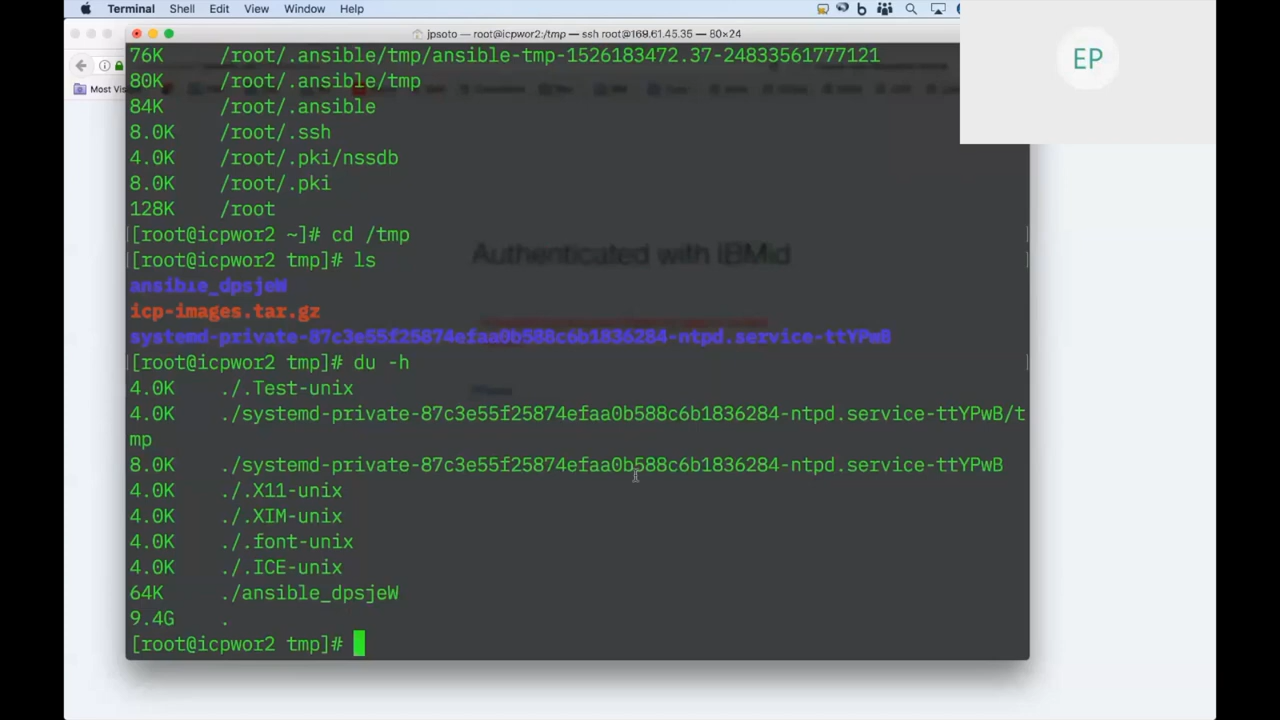 Terminal Shell Edit View Window Help
jpsoto — root@icpwor2:/tmp — ssh root@169.61.45.35 — 80×24
EP
Most Vis
76K /root/.ansible/tmp/ansible-tmp-1526183472.37-24833561777121
80K /root/.ansible/tmp
84K /root/.ansible
8.0K /root/.ssh
4.0K /root/.pki/nssdb
8.0K /root/.pki
128K /root
[root@icpwor2 ~]# cd /tmp
Authenticated with IBMid
[root@icpwor2 tmp]# ls
ansible_dpsjeW
icp-images.tar.gz
systemd-private-87c3e55f25874efaa0b588c6b1836284-ntpd.service-ttYPwB
[root@icpwor2 tmp]# du -h
4.0K ./.Test-unix
4.0K ./systemd-private-87c3e55f25874efaa0b588c6b1836284-ntpd.service-ttYPwB/t
mp
8.0K ./systemd-private-87c3e55f25874efaa0b588c6b1836284-ntpd.service-ttYPwB
4.0K ./.X11-unix
4.0K ./.XIM-unix
4.0K ./.font-unix
4.0K ./.ICE-unix
64K ./ansible_dpsjeW
9.4G .
[root@icpwor2 tmp]#